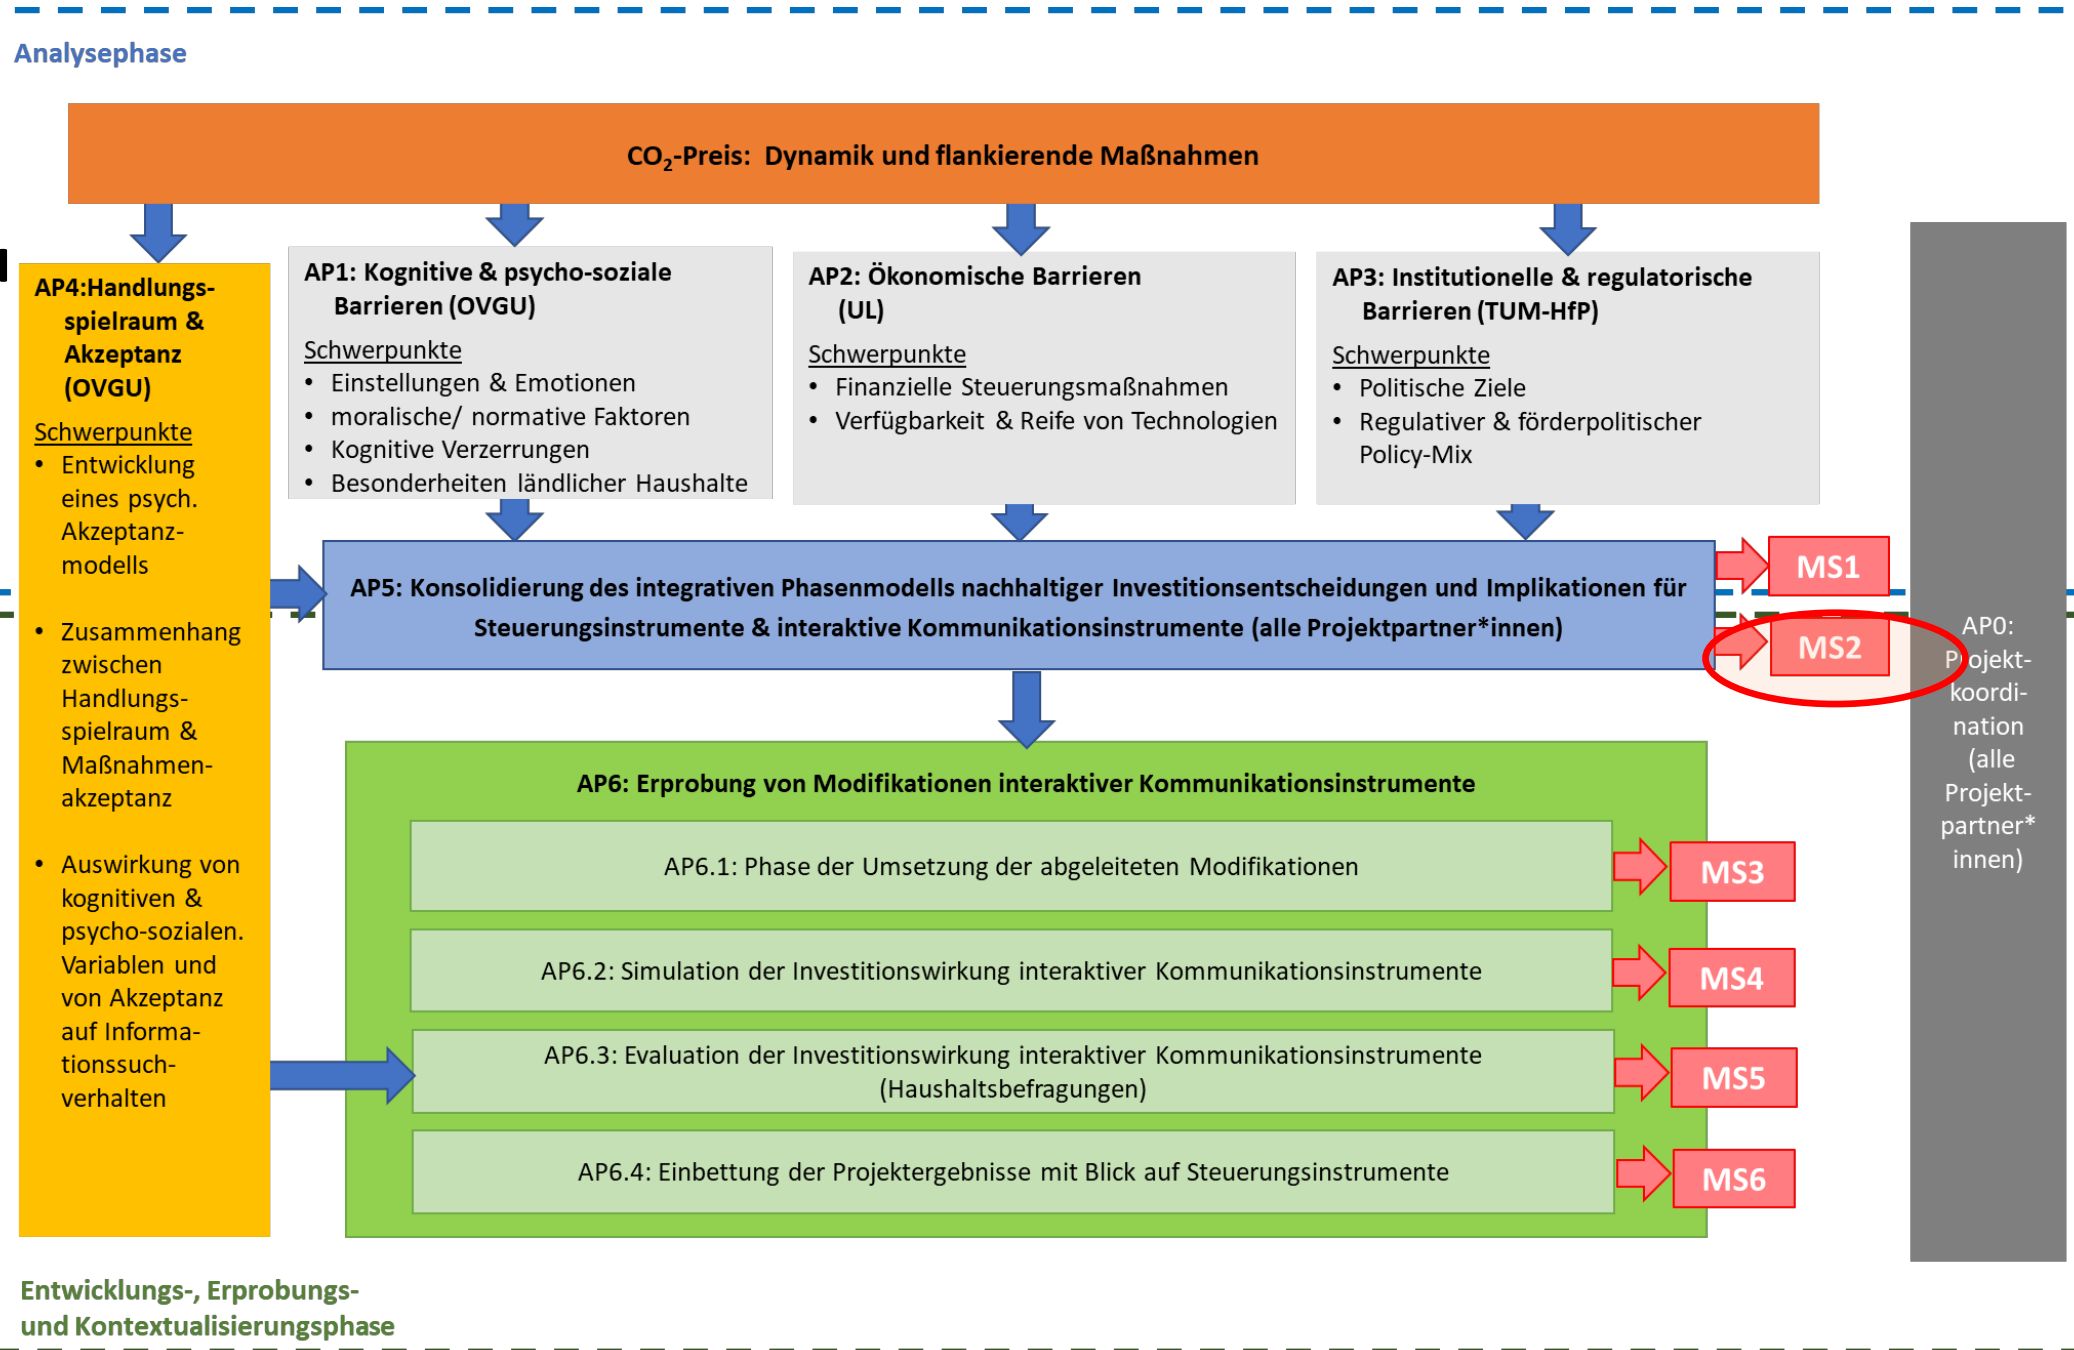 Analysephase
CO₂-Preis: Dynamik und flankierende Maßnahmen
AP4:Handlungs-
spielraum &
Akzeptanz
(OVGU)
Schwerpunkte
• Entwicklung
eines psych.
Akzeptanz-
modells
• Zusammenhang
zwischen
Handlungs-
spielraum &
Maßnahmen-
akzeptanz
• Auswirkung von
kognitiven &
psycho-sozialen.
Variablen und
von Akzeptanz
auf Informa-
tionssuch-
verhalten
AP1: Kognitive & psycho-soziale
Barrieren (OVGU)
Schwerpunkte
• Einstellungen & Emotionen
• moralische/ normative Faktoren
• Kognitive Verzerrungen
• Besonderheiten ländlicher Haushalte
AP2: Ökonomische Barrieren
(UL)
Schwerpunkte
• Finanzielle Steuerungsmaßnahmen
• Verfügbarkeit & Reife von Technologien
AP3: Institutionelle & regulatorische
Barrieren (TUM-HfP)
Schwerpunkte
• Politische Ziele
• Regulativer & förderpolitischer
Policy-Mix
AP5: Konsolidierung des integrativen Phasenmodells nachhaltiger Investitionsentscheidungen und Implikationen für
Steuerungsinstrumente & interaktive Kommunikationsinstrumente (alle Projektpartner*innen)
MS1
MS2
AP0:
Projekt-
koordi-
nation
(alle
Projekt-
partner*
innen)
AP6: Erprobung von Modifikationen interaktiver Kommunikationsinstrumente
AP6.1: Phase der Umsetzung der abgeleiteten Modifikationen
MS3
AP6.2: Simulation der Investitionswirkung interaktiver Kommunikationsinstrumente
MS4
AP6.3: Evaluation der Investitionswirkung interaktiver Kommunikationsinstrumente
(Haushaltsbefragungen)
MS5
AP6.4: Einbettung der Projektergebnisse mit Blick auf Steuerungsinstrumente
MS6
Entwicklungs-, Erprobungs-
und Kontextualisierungsphase